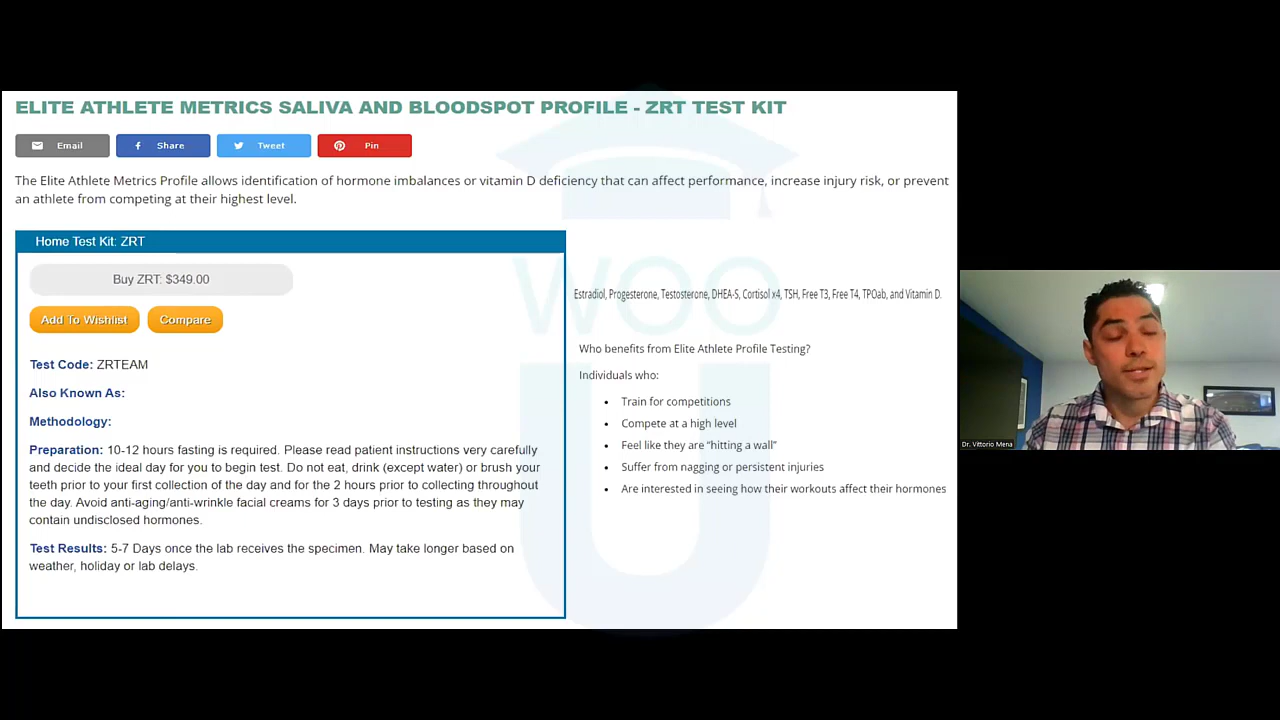 ELITE ATHLETE METRICS SALIVA AND BLOODSPOT PROFILE - ZRT TEST KIT
Email
Share
Tweet
Pin
The Elite Athlete Metrics Profile allows identification of hormone imbalances or vitamin D deficiency that can affect performance, increase injury risk, or prevent
an athlete from competing at their highest level.
Home Test Kit: ZRT
Buy ZRT: $349.00
Add To Wishlist
Compare
Test Code: ZRTEAM
Also Known As:
Methodology:
Preparation: 10-12 hours fasting is required. Please read patient instructions very carefully
and decide the ideal day for you to begin test. Do not eat, drink (except water) or brush your
teeth prior to your first collection of the day and for the 2 hours prior to collecting throughout
the day. Avoid anti-aging/anti-wrinkle facial creams for 3 days prior to testing as they may
contain undisclosed hormones.
Test Results: 5-7 Days once the lab receives the specimen. May take longer based on
weather, holiday or lab delays.
WOO
U
Estradiol, Progesterone, Testosterone, DHEA-S, Cortisol x4, TSH, Free T3, Free T4, TPOab, and Vitamin D.
Who benefits from Elite Athlete Profile Testing?
Individuals who:
• Train for competitions
• Compete at a high level
• Feel like they are “hitting a wall”
• Suffer from nagging or persistent injuries
• Are interested in seeing how their workouts affect their hormones
Dr. Vittorio Mena